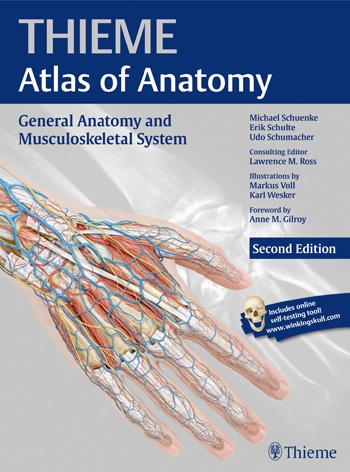 THIEME
Atlas of Anatomy
General Anatomy and
Musculoskeletal System
Michael Schuenke
Erik Schulte
Udo Schumacher
Consulting Editor
Lawrence M. Ross
Illustrations by
Markus Voll
Karl Wesker
Foreword by
Anne M. Gilroy
Second Edition
Includes online
self-testing tool!
www.winkingskull.com
Thieme